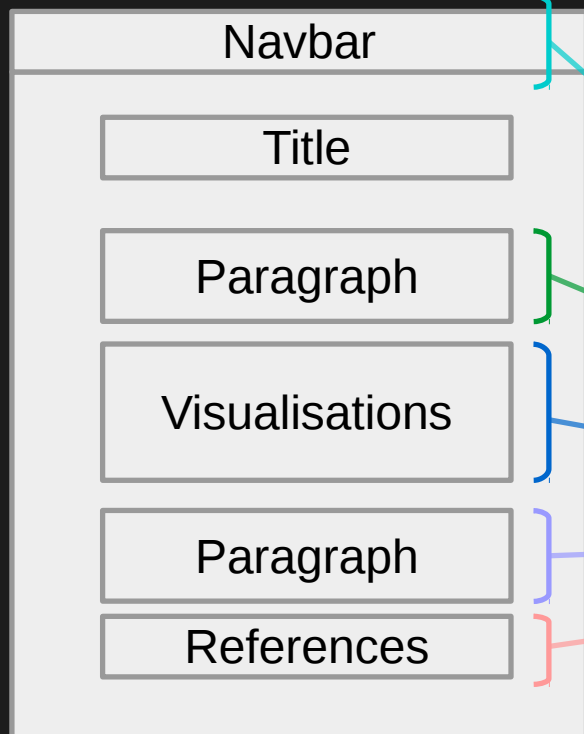 Navbar
Title
Paragraph
Visualisations
Paragraph
References